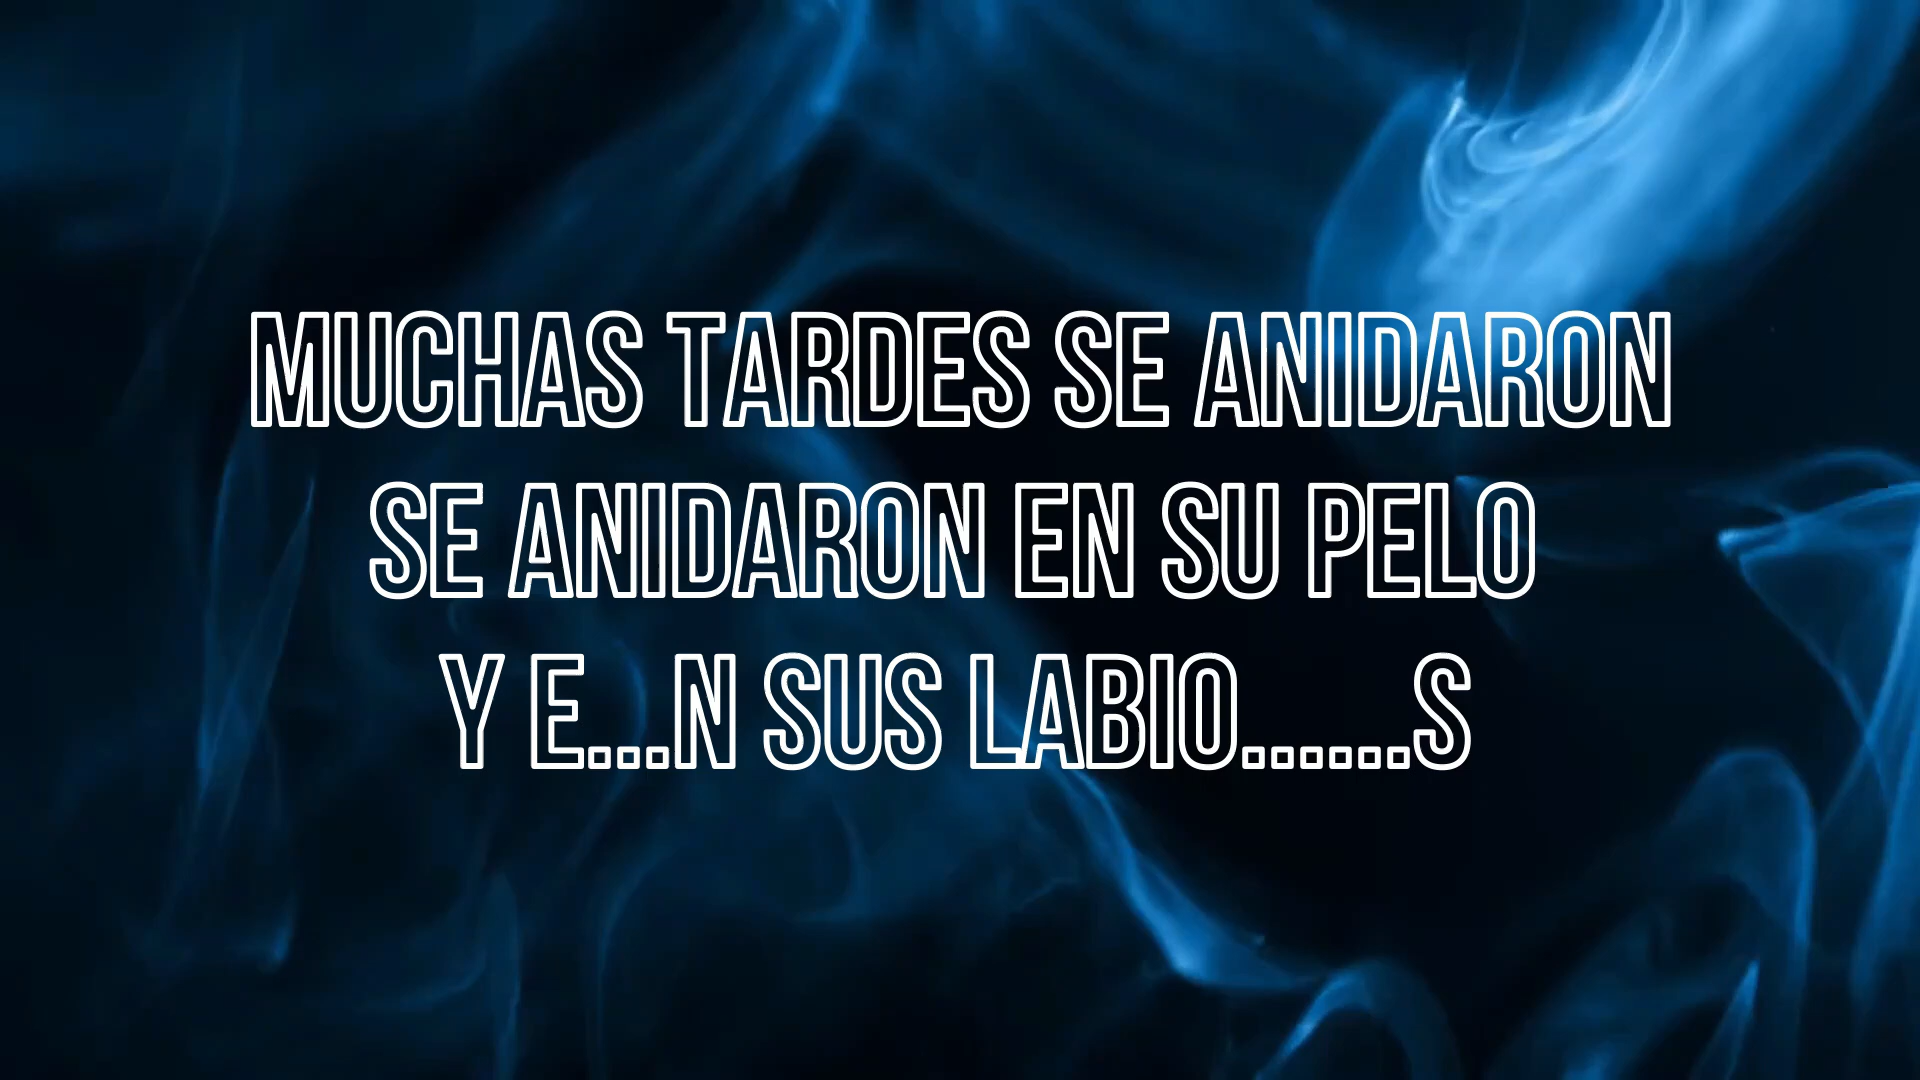 MUCHAS TARDES SE ANIDARON
SE ANIDARON EN SU PELO
Y E...N SUS LABIO......S